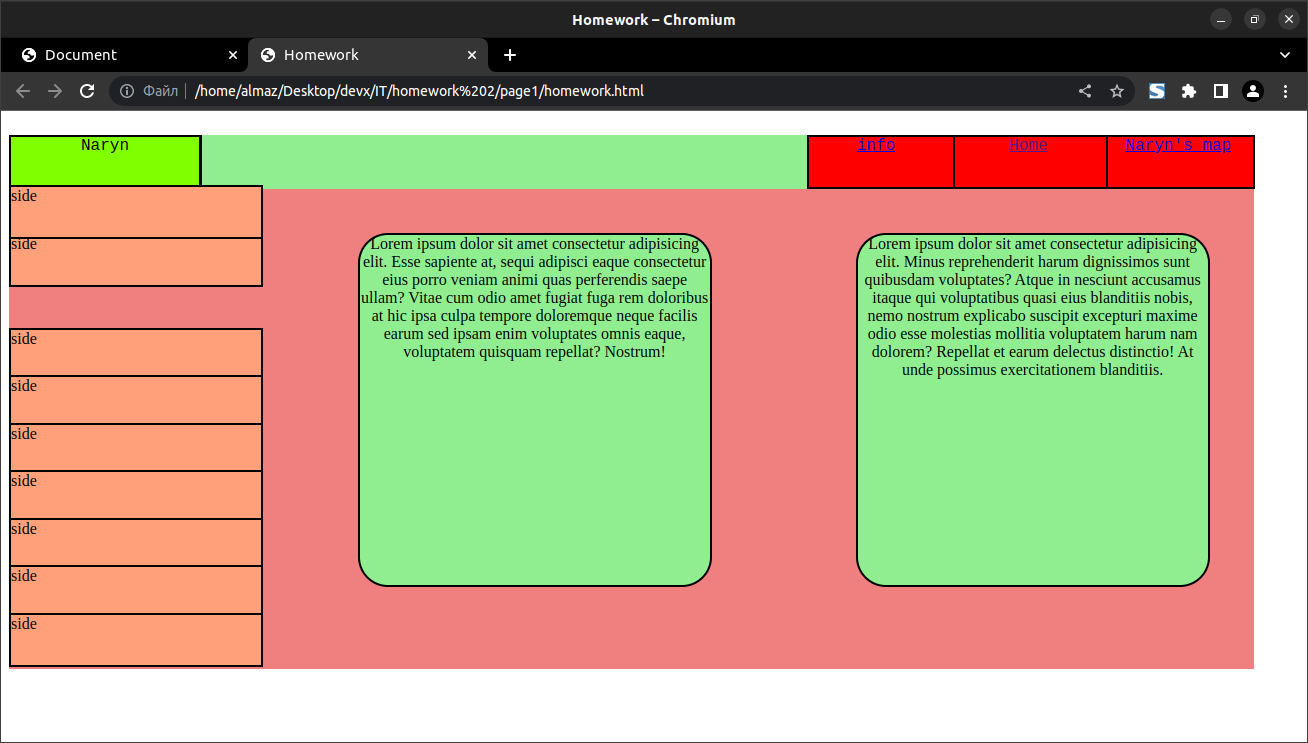 Homework – Chromium
Document
Homework
Файл
/home/almaz/Desktop/devx/IT/homework%202/page1/homework.html
Naryn
info
Home
Naryn's map
side
side
side
side
side
side
side
side
side
Lorem ipsum dolor sit amet consectetur adipisicing
elit. Esse sapiente at, sequi adipisci eaque consectetur
eius porro veniam animi quas perferendis saepe
ullam? Vitae cum odio amet fugiat fuga rem doloribus
at hic ipsa culpa tempore doloremque neque facilis
earum sed ipsam enim voluptates omnis eaque,
voluptatem quisquam repellat? Nostrum!
Lorem ipsum dolor sit amet consectetur adipisicing
elit. Minus reprehenderit harum dignissimos sunt
quibusdam voluptates? Atque in nesciunt accusamus
itaque qui voluptatibus quasi eius blanditiis nobis,
nemo nostrum explicabo suscipit excepturi maxime
odio esse molestias mollitia voluptatem harum nam
dolorem? Repellat et earum delectus distinctio! At
unde possimus exercitationem blanditiis.